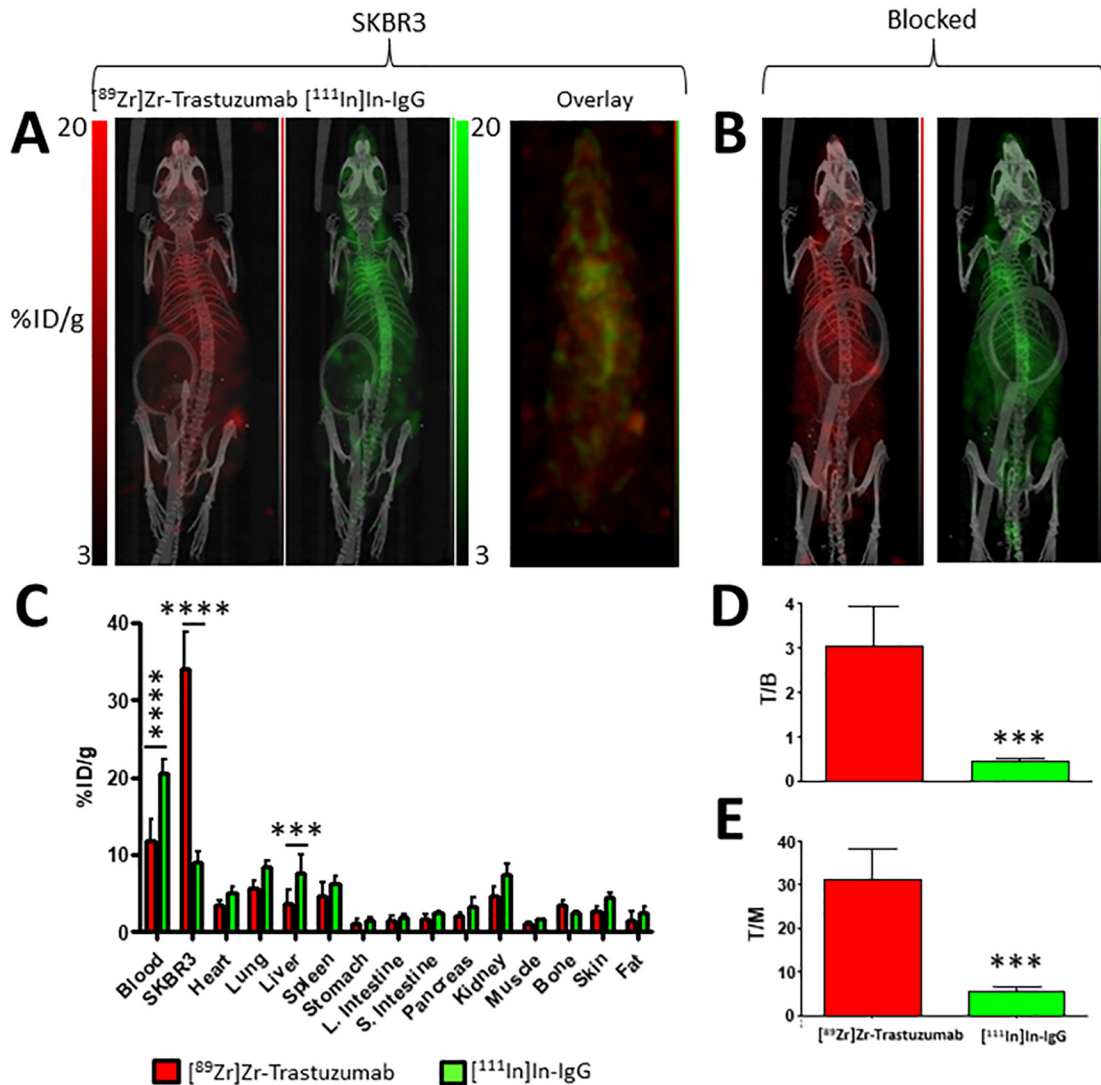 SKBR3
Blocked
[⁸⁹Zr]Zr-Trastuzumab
[¹¹¹In]In-IgG
Overlay
A
20
20
B
%ID/g
3
3
C
40
30
20
10
0
%ID/g
****
****
***
Blood
SKBR3
Heart
Lung
Liver
Spleen
Stomach
L. Intestine
S. Intestine
Pancreas
Kidney
Muscle
Bone
Skin
Fat
[⁸⁹Zr]Zr-Trastuzumab
[¹¹¹In]In-IgG
D
4
3
2
1
0
T/B
***
E
40
30
20
10
0
T/M
***
[⁸⁹Zr]Zr-Trastuzumab
[¹¹¹In]In-IgG